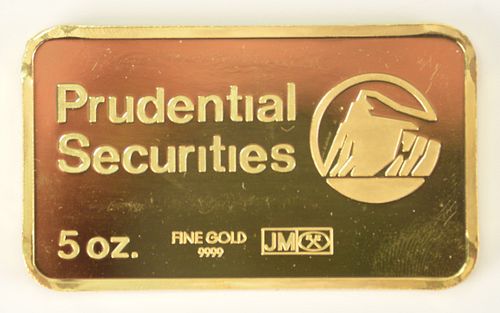 Prudential
Securities
5 oz.
FINE GOLD
9999
JM